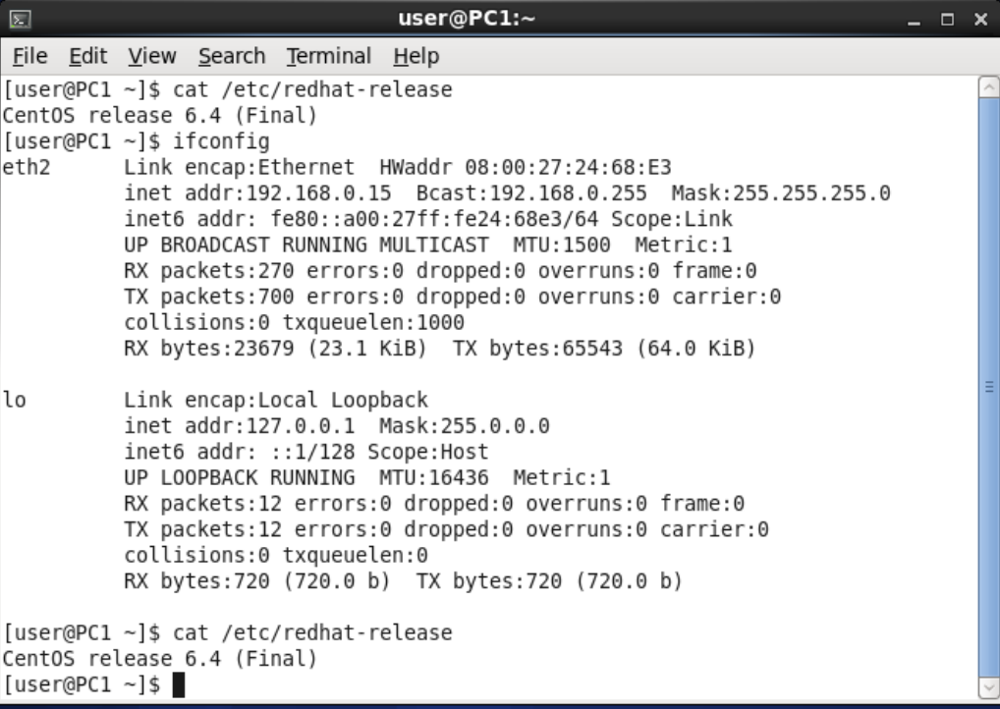 user@PC1:~
File Edit View Search Terminal Help
[user@PC1 ~]$ cat /etc/redhat-release
CentOS release 6.4 (Final)
[user@PC1 ~]$ ifconfig
eth2      Link encap:Ethernet  HWaddr 08:00:27:24:68:E3
          inet addr:192.168.0.15  Bcast:192.168.0.255  Mask:255.255.255.0
          inet6 addr: fe80::a00:27ff:fe24:68e3/64 Scope:Link
          UP BROADCAST RUNNING MULTICAST  MTU:1500  Metric:1
          RX packets:270 errors:0 dropped:0 overruns:0 frame:0
          TX packets:700 errors:0 dropped:0 overruns:0 carrier:0
          collisions:0 txqueuelen:1000
          RX bytes:23679 (23.1 KiB)  TX bytes:65543 (64.0 KiB)
lo        Link encap:Local Loopback
          inet addr:127.0.0.1  Mask:255.0.0.0
          inet6 addr: ::1/128 Scope:Host
          UP LOOPBACK RUNNING  MTU:16436  Metric:1
          RX packets:12 errors:0 dropped:0 overruns:0 frame:0
          TX packets:12 errors:0 dropped:0 overruns:0 carrier:0
          collisions:0 txqueuelen:0
          RX bytes:720 (720.0 b)  TX bytes:720 (720.0 b)
[user@PC1 ~]$ cat /etc/redhat-release
CentOS release 6.4 (Final)
[user@PC1 ~]$